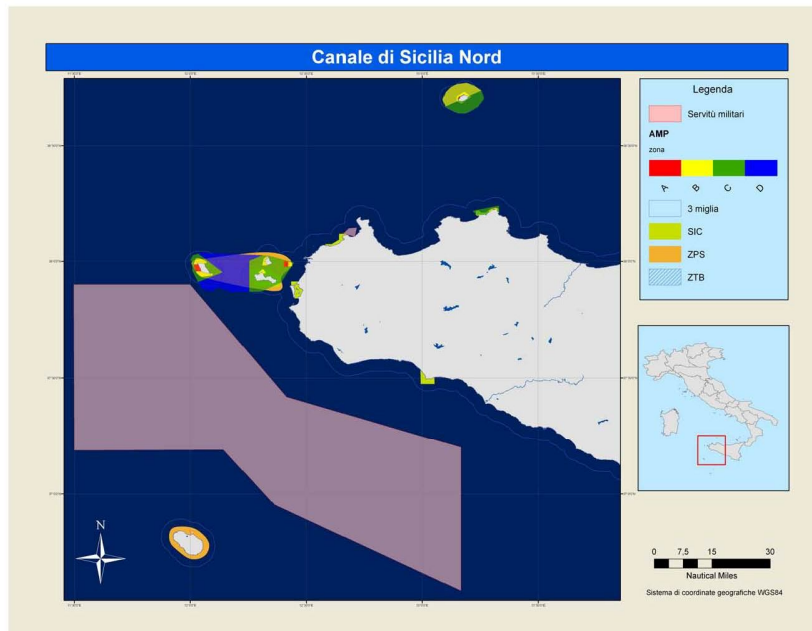 Canale di Sicilia Nord
Legenda
Servitù militari
AMP
zona
A
B
C
D
3 miglia
SIC
ZPS
ZTB
N
0 7,5 15 30
Nautical Miles
Sistema di coordinate geografiche WGS84